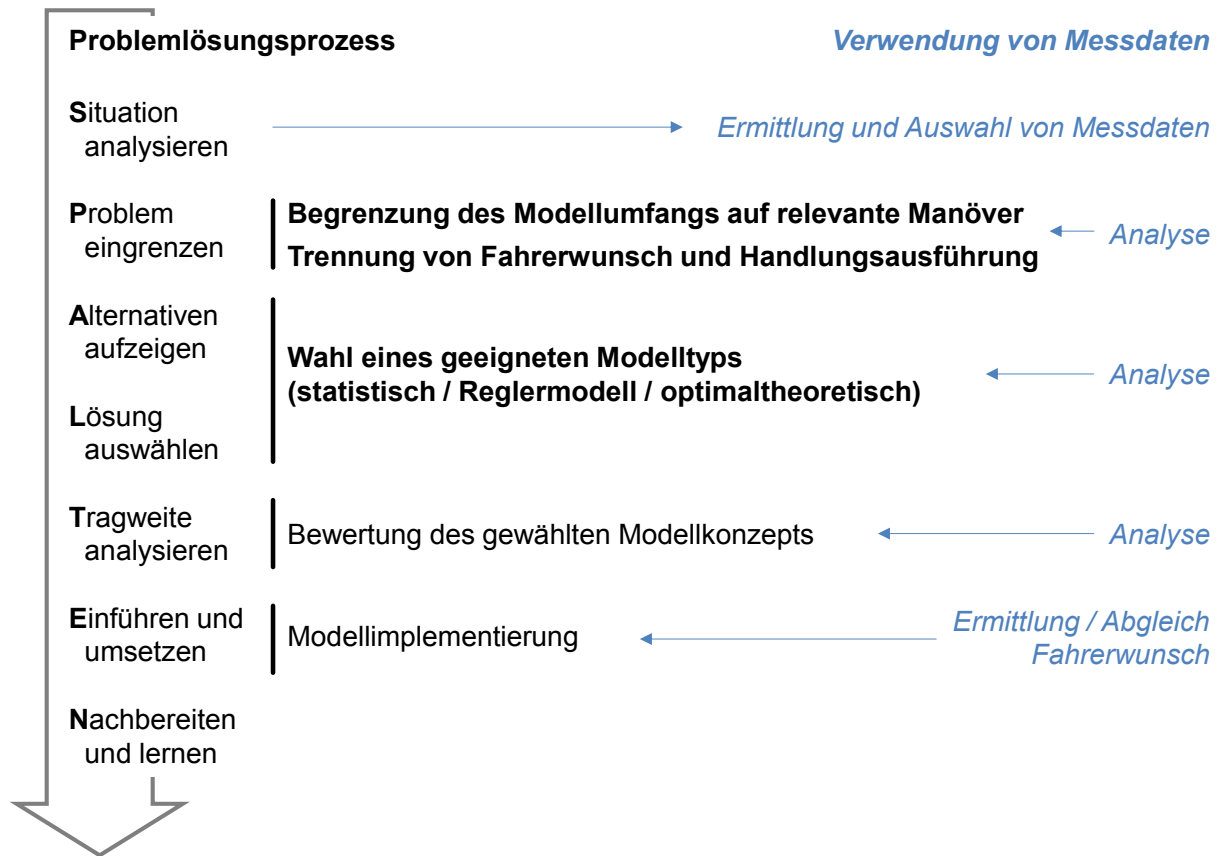 Problemlösungsprozess
Verwendung von Messdaten
Situation
analysieren
Ermittlung und Auswahl von Messdaten
Problem
eingrenzen
Begrenzung des Modellumfangs auf relevante Manöver
Trennung von Fahrerwunsch und Handlungsausführung
Analyse
Alternativen
aufzeigen
Lösung
auswählen
Wahl eines geeigneten Modelltyps
(statistisch / Reglermodell / optimaltheoretisch)
Analyse
Tragweite
analysieren
Bewertung des gewählten Modellkonzepts
Analyse
Einführen und
umsetzen
Modellimplementierung
Ermittlung / Abgleich
Fahrerwunsch
Nachbereiten
und lernen